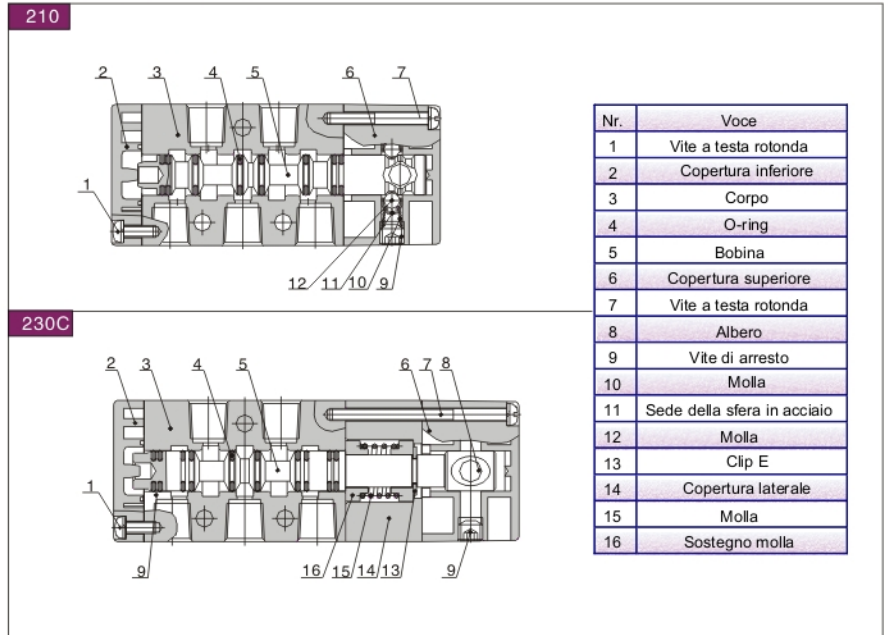 210
2 3 4 5 6 7
1
12 11 10 9
230C
2 3 4 5 6 7 8
1
9 16 15 14 13 9
Nr. Voce
1 Vite a testa rotonda
2 Copertura inferiore
3 Corpo
4 O-ring
5 Bobina
6 Copertura superiore
7 Vite a testa rotonda
8 Albero
9 Vite di arresto
10 Molla
11 Sede della sfera in acciaio
12 Molla
13 Clip E
14 Copertura laterale
15 Molla
16 Sostegno molla